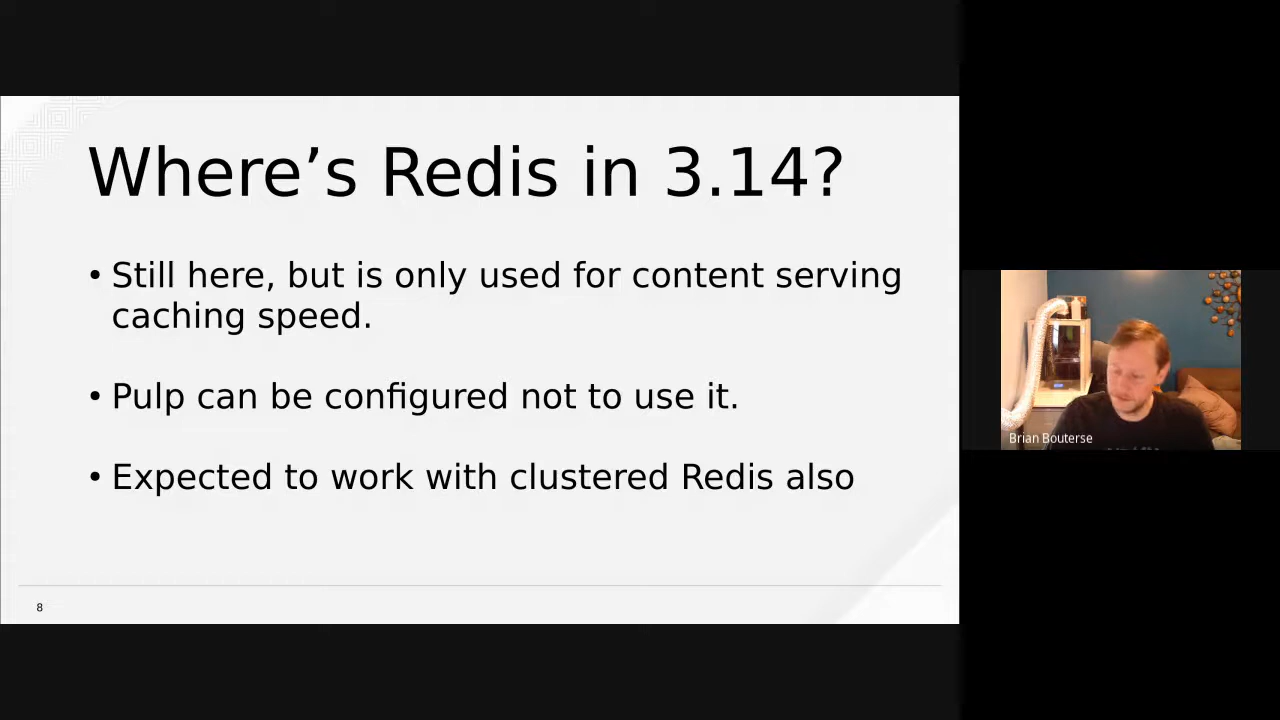 Where’s Redis in 3.14?
• Still here, but is only used for content serving
caching speed.
• Pulp can be configured not to use it.
• Expected to work with clustered Redis also
8
Brian Bouterse